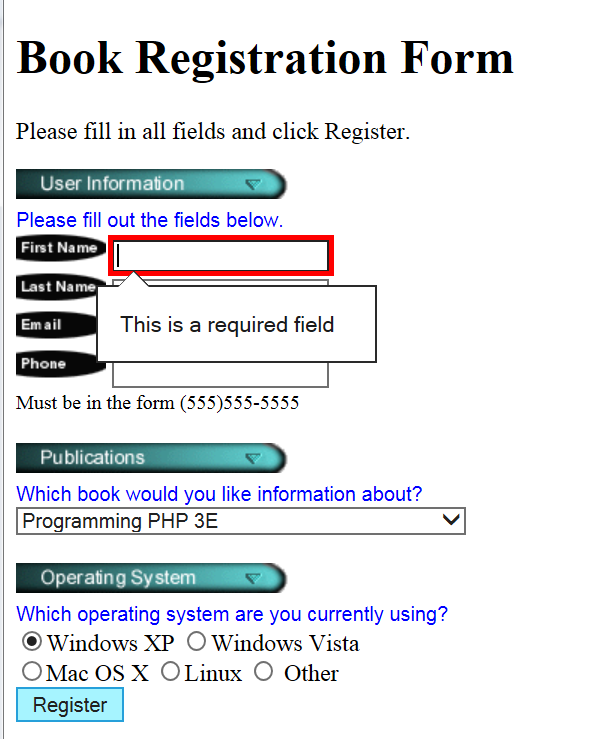 Book Registration Form
Please fill in all fields and click Register.
User Information
Please fill out the fields below.
First Name
Last Name
This is a required field
Email
Phone
Must be in the form (555)555-5555
Publications
Which book would you like information about?
Programming PHP 3E
Operating System
Which operating system are you currently using?
Windows XP Windows Vista
Mac OS X Linux Other
Register